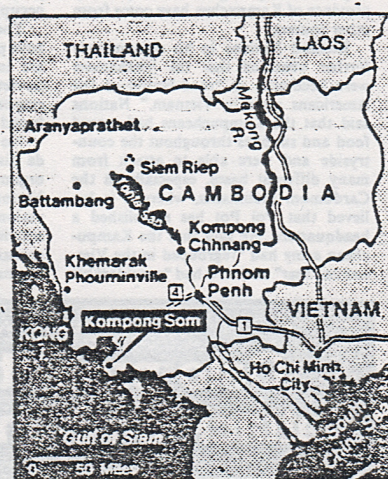 THAILAND
LAOS
Mekong
R.
Aranyaprathet
Siem Riep
Tonle Sap
CAMBODIA
Battambang
Kompong
Chhnang
Khemarak
Phouminville
Phnom
Penh
4
VIETNAM
KONG
Kompong Som
1
Ho Chi Minh
City
Gulf of Siam
South
China Sea
0 50 Miles